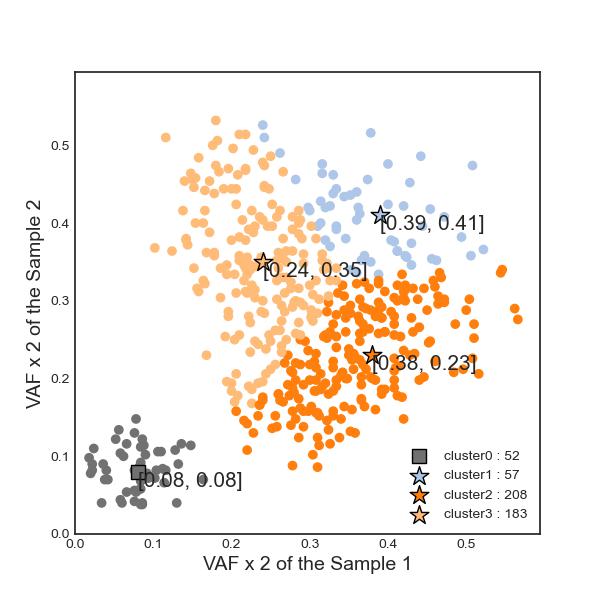 0.5
0.4
0.3
0.2
0.1
0.0
VAF x 2 of the Sample 2
[0.39, 0.41]
[0.24, 0.35]
[0.38, 0.23]
[0.08, 0.08]
cluster0 : 52
cluster1 : 57
cluster2 : 208
cluster3 : 183
0.0 0.1 0.2 0.3 0.4 0.5
VAF x 2 of the Sample 1